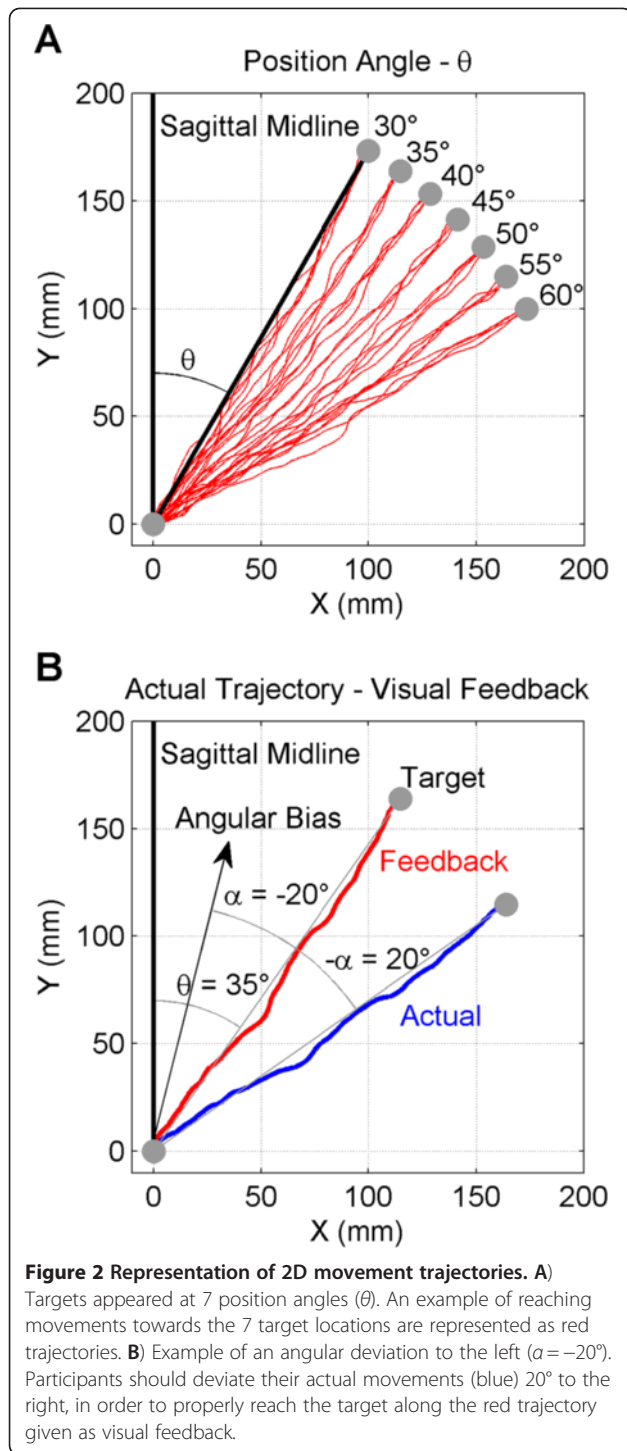 A
Position Angle - θ
200
150
100
50
0
Y (mm)
Sagittal Midline
30°
35°
40°
45°
50°
55°
60°
θ
0
50
100
150
200
X (mm)
B
Actual Trajectory - Visual Feedback
200
150
100
50
0
Y (mm)
Sagittal Midline
Target
Angular Bias
Feedback
α = -20°
-α = 20°
θ = 35°
Actual
0
50
100
150
200
X (mm)
Figure 2 Representation of 2D movement trajectories. A)
Targets appeared at 7 position angles (θ). An example of reaching
movements towards the 7 target locations are represented as red
trajectories. B) Example of an angular deviation to the left (α = −20°).
Participants should deviate their actual movements (blue) 20° to the
right, in order to properly reach the target along the red trajectory
given as visual feedback.